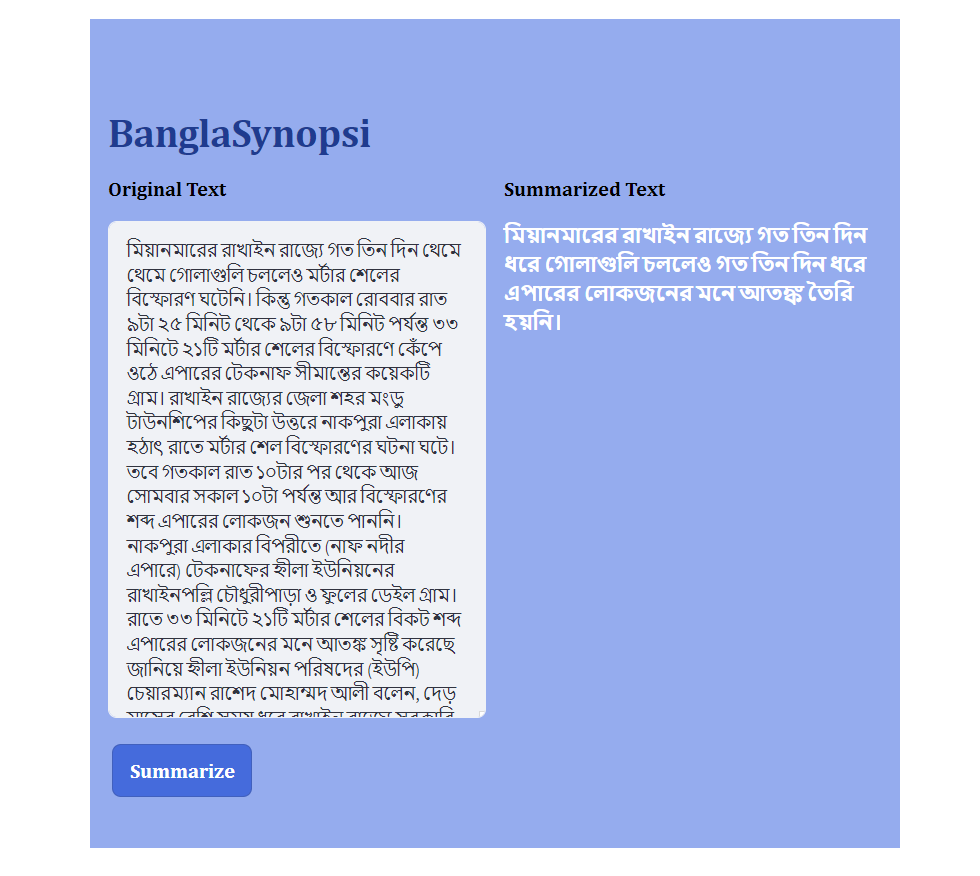 BanglaSynopsi
Original Text
মিয়ানমারের রাখাইন রাজ্যে গত তিন দিন থেমে
থেমে গোলাগুলি চললেও মর্টার শেলের
বিস্ফোরণ ঘটেনি। কিন্তু গতকাল রোববার রাত
৯টা ২৫ মিনিট থেকে ৯টা ৫৮ মিনিট পর্যন্ত ৩৩
মিনিটে ২১টি মর্টার শেলের বিস্ফোরণে কেঁপে
ওঠে এপারের টেকনাফ সীমান্তের কয়েকটি
গ্রাম। রাখাইন রাজ্যের জেলা শহর মংডু
টাউনশিপের কিছুটা উত্তরে নাকপুরা এলাকায়
হঠাৎ রাতে মর্টার শেল বিস্ফোরণের ঘটনা ঘটে।
তবে গতকাল রাত ১০টার পর থেকে আজ
সোমবার সকাল ১০টা পর্যন্ত আর বিস্ফোরণের
শব্দ এপারের লোকজন শুনতে পাননি।
নাকপুরা এলাকার বিপরীতে (নাফ নদীর
এপারে) টেকনাফের হ্নীলা ইউনিয়নের
রাখাইনপল্লি চৌধুরীপাড়া ও ফুলের ডেইল গ্রাম।
রাতে ৩৩ মিনিটে ২১টি মর্টার শেলের বিকট শব্দ
এপারের লোকজনের মনে আতঙ্ক সৃষ্টি করেছে
জানিয়ে হ্নীলা ইউনিয়ন পরিষদের (ইউপি)
চেয়ারম্যান রাশেদ মোহাম্মদ আলী বলেন, দেড়
Summarized Text
মিয়ানমারের রাখাইন রাজ্যে গত তিন দিন
ধরে গোলাগুলি চললেও গত তিন দিন ধরে
এপারের লোকজনের মনে আতঙ্ক তৈরি
হয়নি।
Summarize